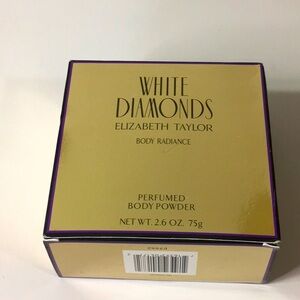 WHITE
DIAMONDS
ELIZABETH TAYLOR
BODY RADIANCE
PERFUMED
BODY POWDER
NET WT. 2.6 OZ. 75g